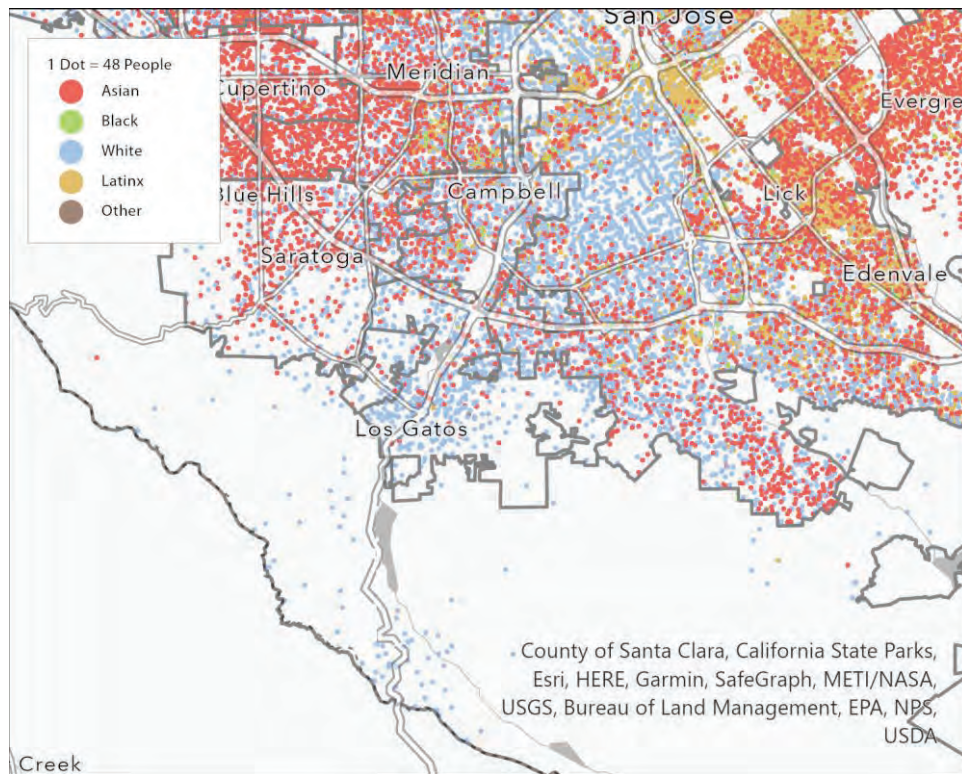 San Jose
1 Dot = 48 People
Asian
Black
White
Latinx
Other
Meridian
Cupertino
Evergre
Blue Hills
Campbell
Lick
Saratoga
Edenvale
Los Gatos
County of Santa Clara, California State Parks,
Esri, HERE, Garmin, SafeGraph, METI/NASA,
USGS, Bureau of Land Management, EPA, NPS,
USDA
Creek